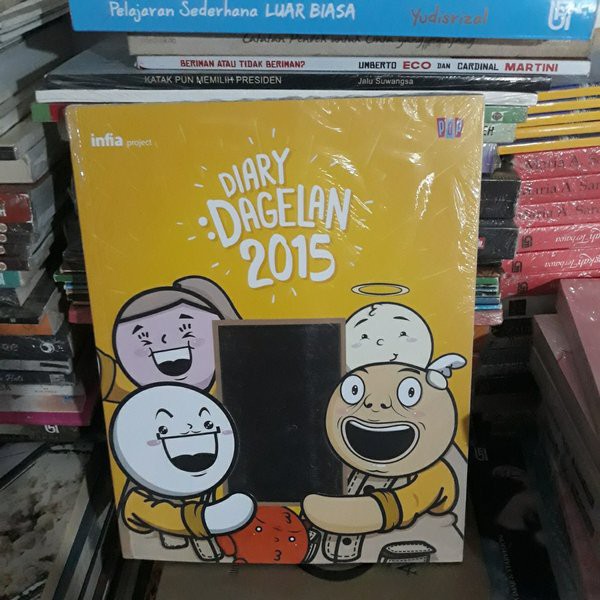 Pelajaran Sederhana LUAR BIASA
Yudisrizal
BERIMAN ATAU TIDAK BERIMAN?
UMBERTO ECO DAN CARDINAL MARTINI
KATAK PUN MEMILIH PRESIDEN
Jalu Suwangsa
infia project
DIARY
:DAGELAN
2015